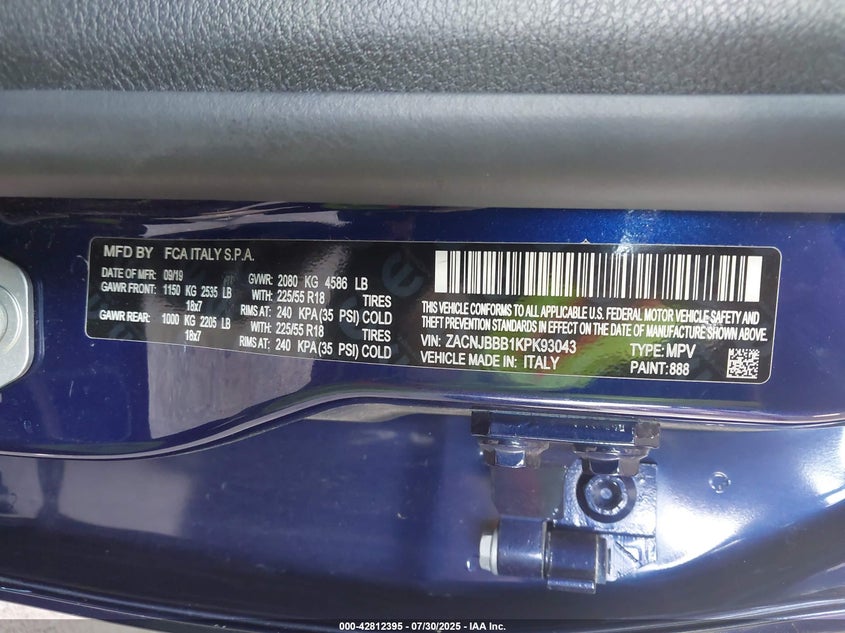 MFD BY FCA ITALY S.P.A.
DATE OF MFR: 09/19 GVWR: 2080 KG 4586 LB
GAWR FRONT: 1150 KG 2535 LB WITH: 225/55 R18 TIRES
18x7 RIMS AT: 240 KPA(35 PSI) COLD
GAWR REAR: 1000 KG 2205 LB WITH: 225/55 R18 TIRES
18x7 RIMS AT: 240 KPA(35 PSI) COLD
THIS VEHICLE CONFORMS TO ALL APPLICABLE U.S. FEDERAL MOTOR VEHICLE SAFETY AND
THEFT PREVENTION STANDARDS IN EFFECT ON THE DATE OF MANUFACTURE SHOWN ABOVE.
VIN: ZACNJBBB1KPK93043 TYPE: MPV
VEHICLE MADE IN: ITALY PAINT: 888
000-42812395 - 07/30/2025 - IAA Inc.